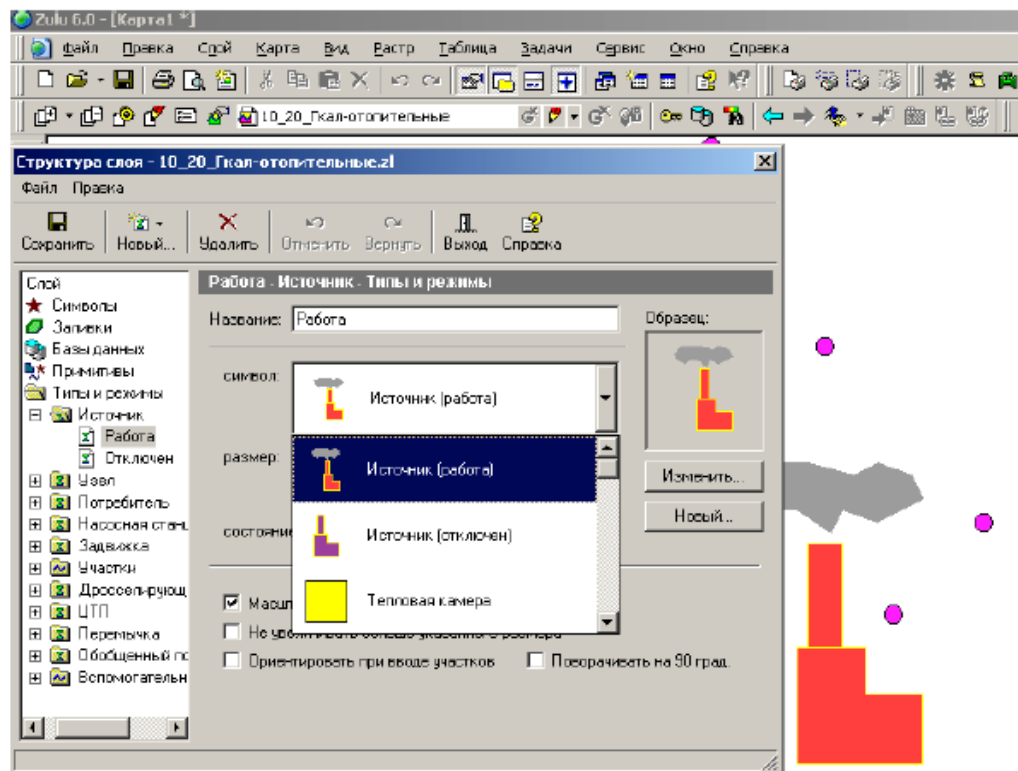 Zulu 6.0 - [Карта1 *]
Файл Правка Слой Карта Вид Растр Таблица Задачи Сервис Окно Справка
10_20_Гкал-отопительные
Структура слоя - 10_20_Гкал-отопительные.zl
Файл Правка
Сохранить Новый... Удалить Отменить Вернуть Выход Справка
Слой
Символы
Заливки
Базы данных
Примитивы
Типы и режимы
Источник
Работа
Отключен
Узел
Потребитель
Насосная стан
Задвижка
Участки
Дросселирующ
ЦТП
Перемычка
Обобщенный по
Вспомогательн
Работа - Источник - Типы и режимы
Название: Работа
Образец:
символ: Источник (работа)
размер: Источник (работа)
Изменить...
Новый...
состояние Источник (отключен)
Тепловая камера
Масшт
Не увеличивать больше указанного размера
Ориентировать при вводе участков Поворачивать на 90 град.